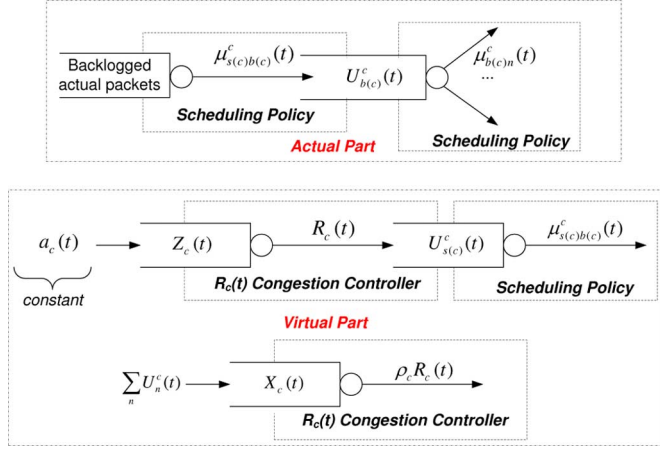 Backlogged
actual packets
μ^c_{s(c)b(c)}(t)
U^c_{b(c)}(t)
μ^c_{b(c)n}(t)
...
Scheduling Policy
Scheduling Policy
Actual Part
a_c(t)
constant
Z_c(t)
R_c(t)
U^c_{s(c)}(t)
μ^c_{s(c)b(c)}(t)
R_c(t) Congestion Controller
Scheduling Policy
Virtual Part
∑_n U^c_n(t)
X_c(t)
ρ_c R_c(t)
R_c(t) Congestion Controller